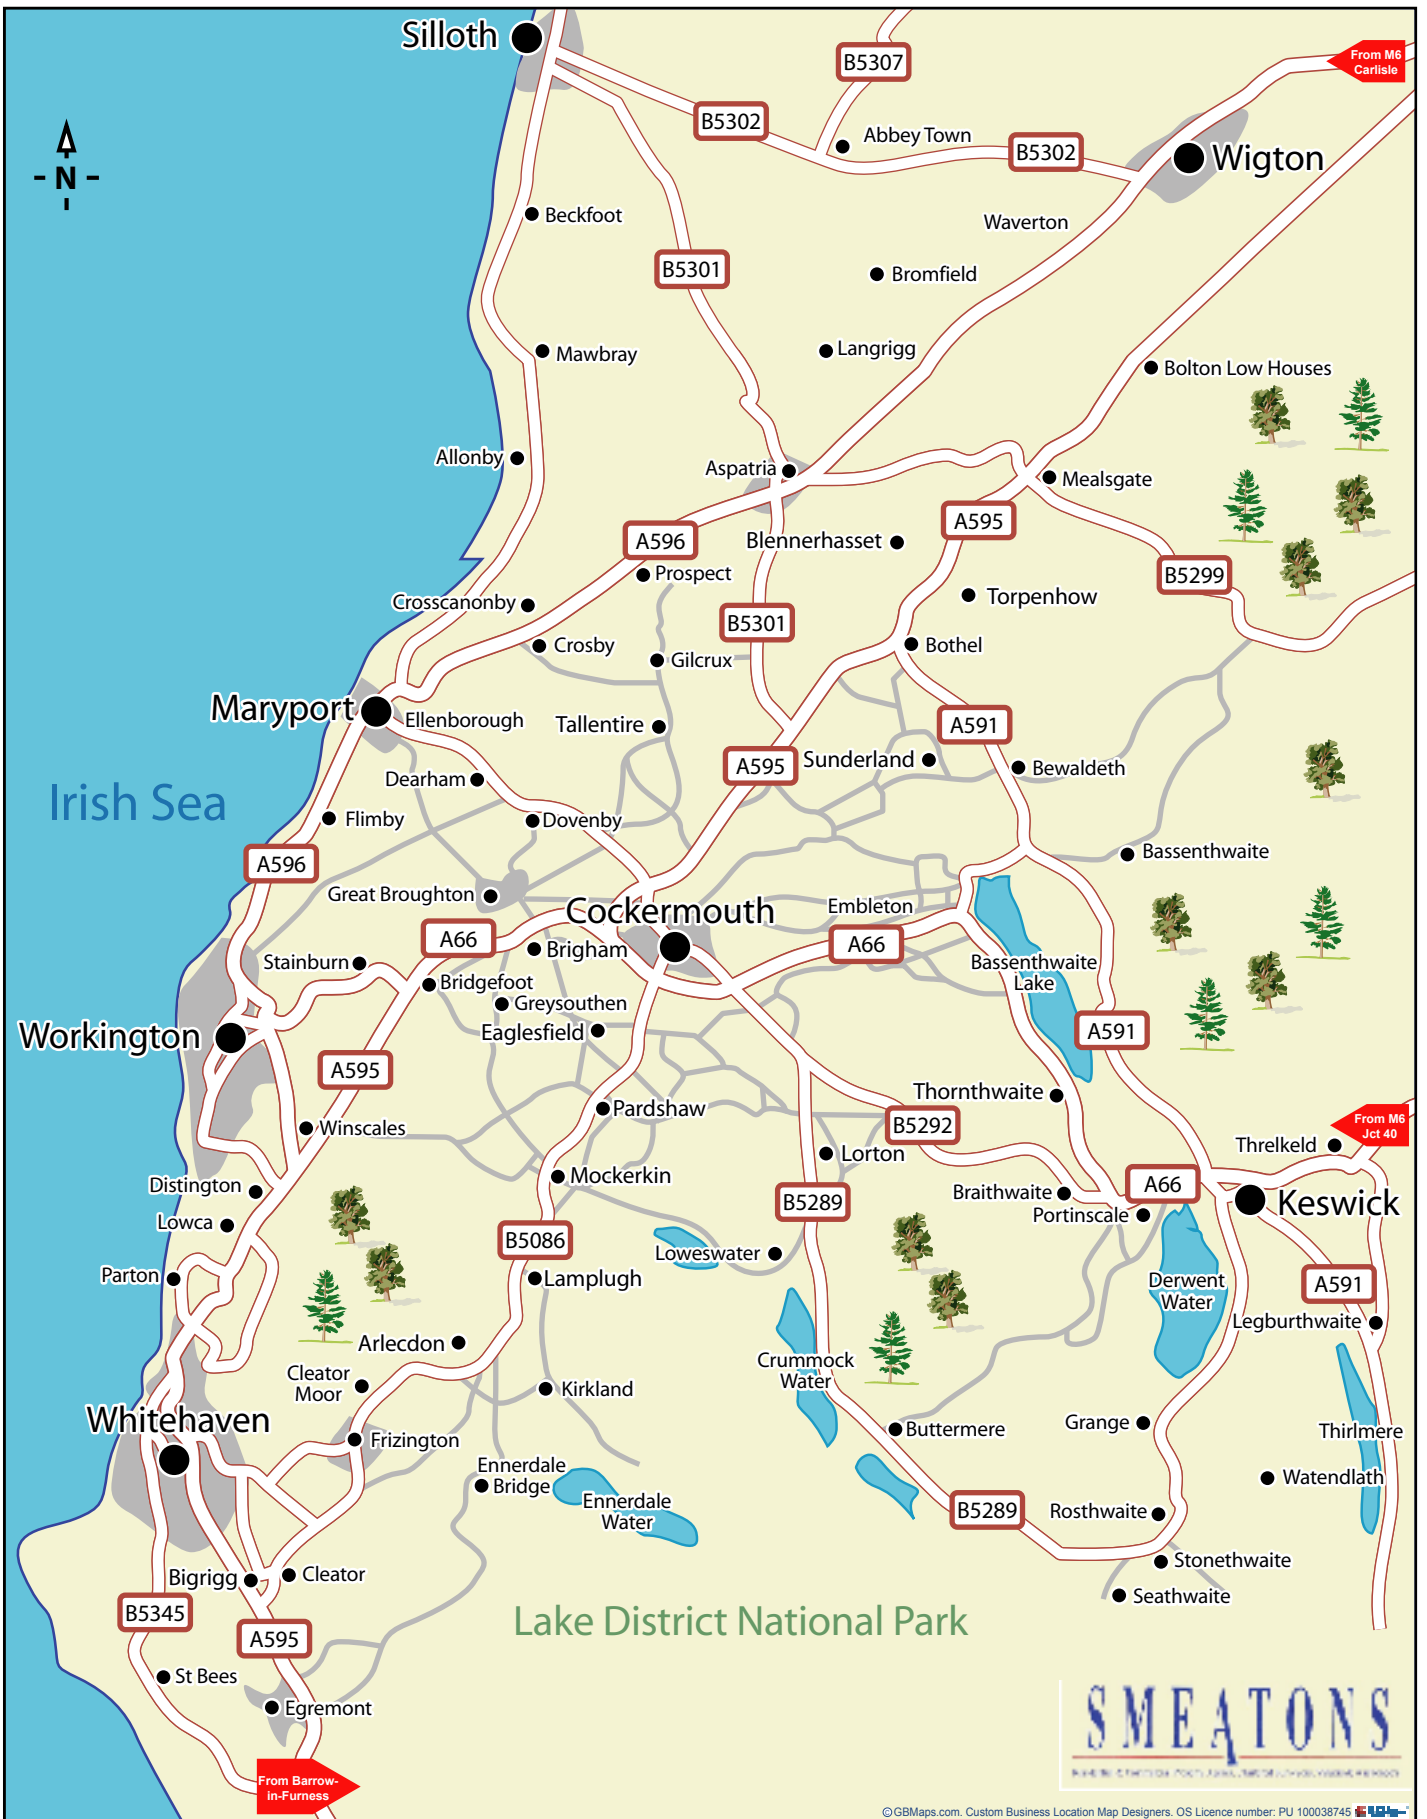 Silloth
B5307
From M6
Carlisle
B5302
Abbey Town
B5302
Wigton
N
Beckfoot
Waverton
B5301
Bromfield
Mawbray
Langrigg
Bolton Low Houses
Allonby
Aspatria
Mealsgate
A595
A596
Blennerhasset
Prospect
B5299
Crosscanonby
Torpenhow
B5301
Crosby
Gilcrux
Bothel
Maryport
Ellenborough
Tallentire
A591
A595
Sunderland
Bewaldeth
Dearham
Irish Sea
Flimby
Dovenby
A596
Bassenthwaite
Great Broughton
Cockermouth
Embleton
A66
A66
Brigham
Stainburn
Bassenthwaite
Lake
Bridgefoot
Greysouthen
Eaglesfield
Workington
A591
A595
Thornthwaite
Pardshaw
B5292
From M6
Jct 40
Winscales
Threlkeld
Lorton
Mockerkin
Distington
Braithwaite
A66
Keswick
B5289
Portinscale
Lowca
B5086
Loweswater
Parton
Lamplugh
Derwent
Water
A591
Legburthwaite
Arlecdon
Crummock
Water
Cleator
Moor
Kirkland
Whitehaven
Buttermere
Grange
Thirlmere
Frizington
Ennerdale
Bridge
Watendlath
Ennerdale
Water
B5289
Rosthwaite
Stonethwaite
Bigrigg
Cleator
Seathwaite
B5345
Lake District National Park
A595
St Bees
Egremont
SMEATONS
From Barrow-
in-Furness
©GBMaps.com. Custom Business Location Map Designers. OS Licence number: PU 100038745